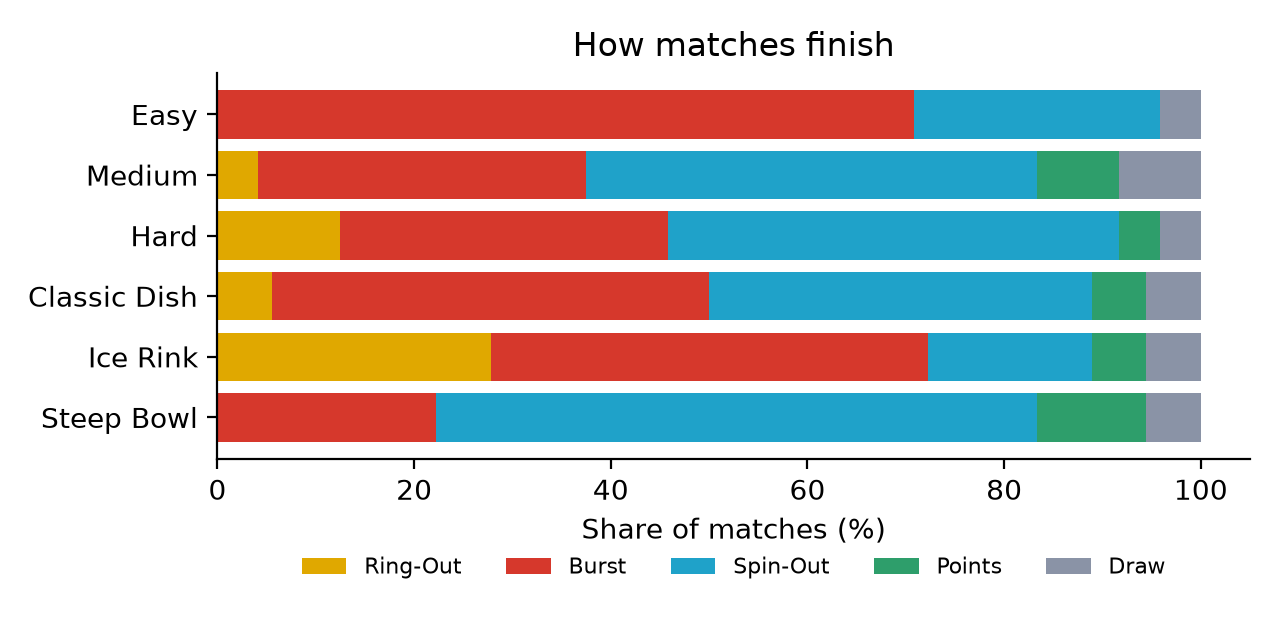 How matches finish
Easy
Medium
Hard
Classic Dish
Ice Rink
Steep Bowl
0 20 40 60 80 100
Share of matches (%)
Ring-Out Burst Spin-Out Points Draw